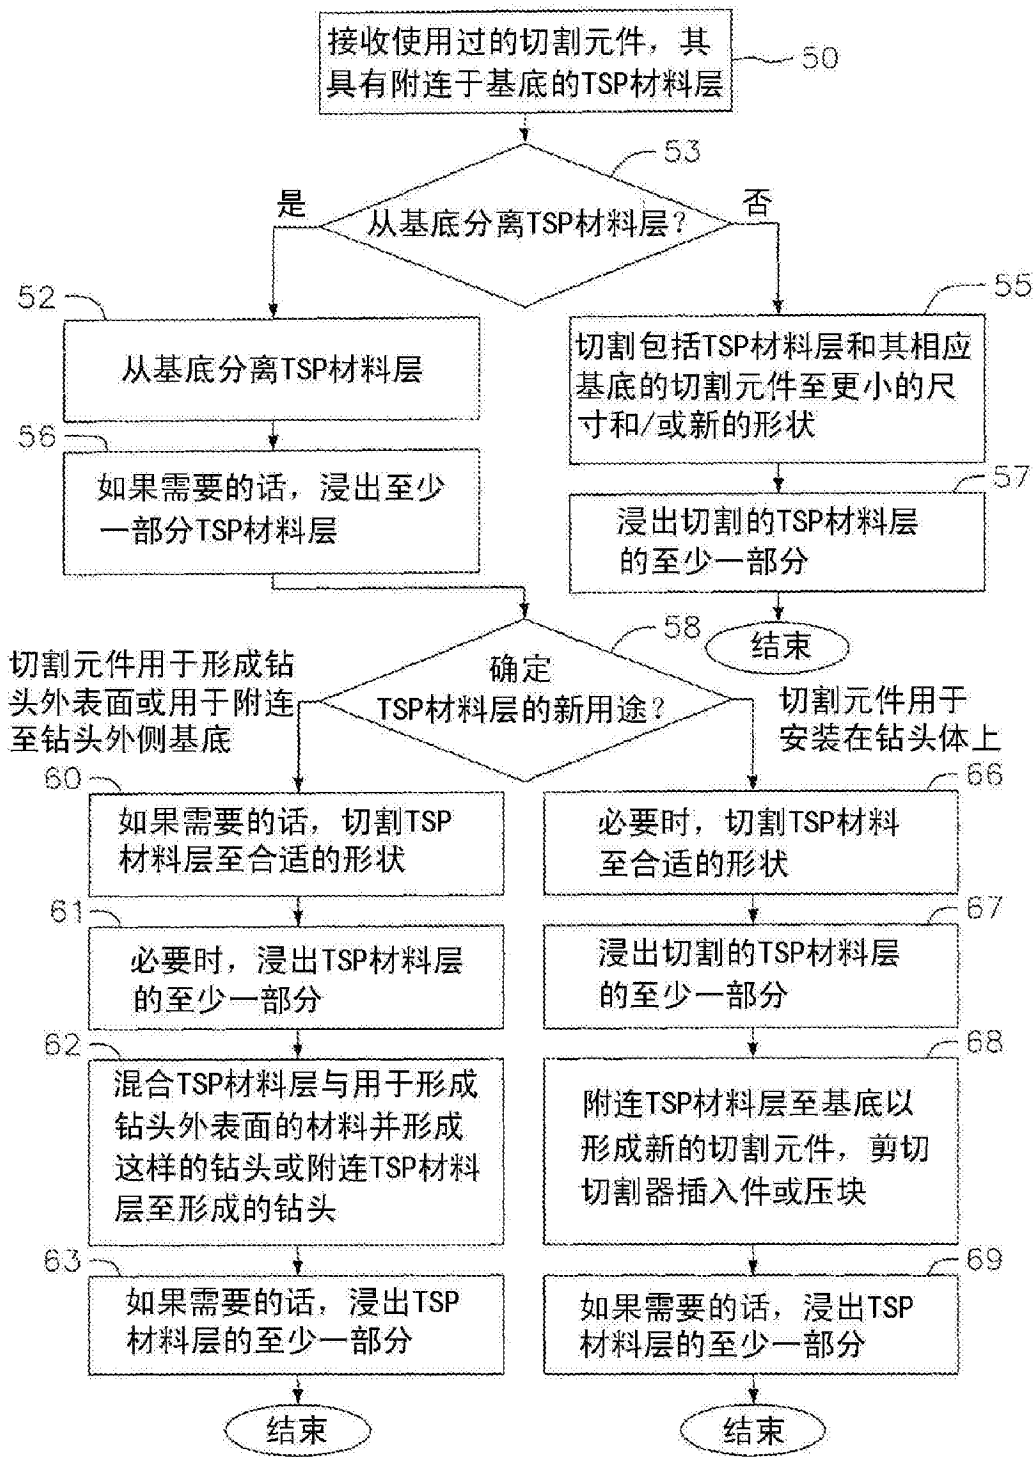 接收使用过的切割元件，其
具有附连于基底的TSP材料层
50
53
从基底分离TSP材料层？
是
否
52
从基底分离TSP材料层
55
切割包括TSP材料层和其相应
基底的切割元件至更小的尺
寸和/或新的形状
56
如果需要的话，浸出至少
一部分TSP材料层
57
浸出切割的TSP材料层
的至少一部分
结束
58
确定
TSP材料层的新用途？
切割元件用于形成钻
头外表面或用于附连
至钻头外侧基底
切割元件用于
安装在钻头体上
60
如果需要的话，切割TSP
材料层至合适的形状
66
必要时，切割TSP材料
至合适的形状
61
必要时，浸出TSP材料层
的至少一部分
67
浸出切割的TSP材料层
的至少一部分
62
混合TSP材料层与用于形成
钻头外表面的材料并形成
这样的钻头或附连TSP材料
层至形成的钻头
68
附连TSP材料层至基底以
形成新的切割元件，剪切
切割器插入件或压块
63
如果需要的话，浸出TSP
材料层的至少一部分
69
如果需要的话，浸出TSP
材料层的至少一部分
结束
结束